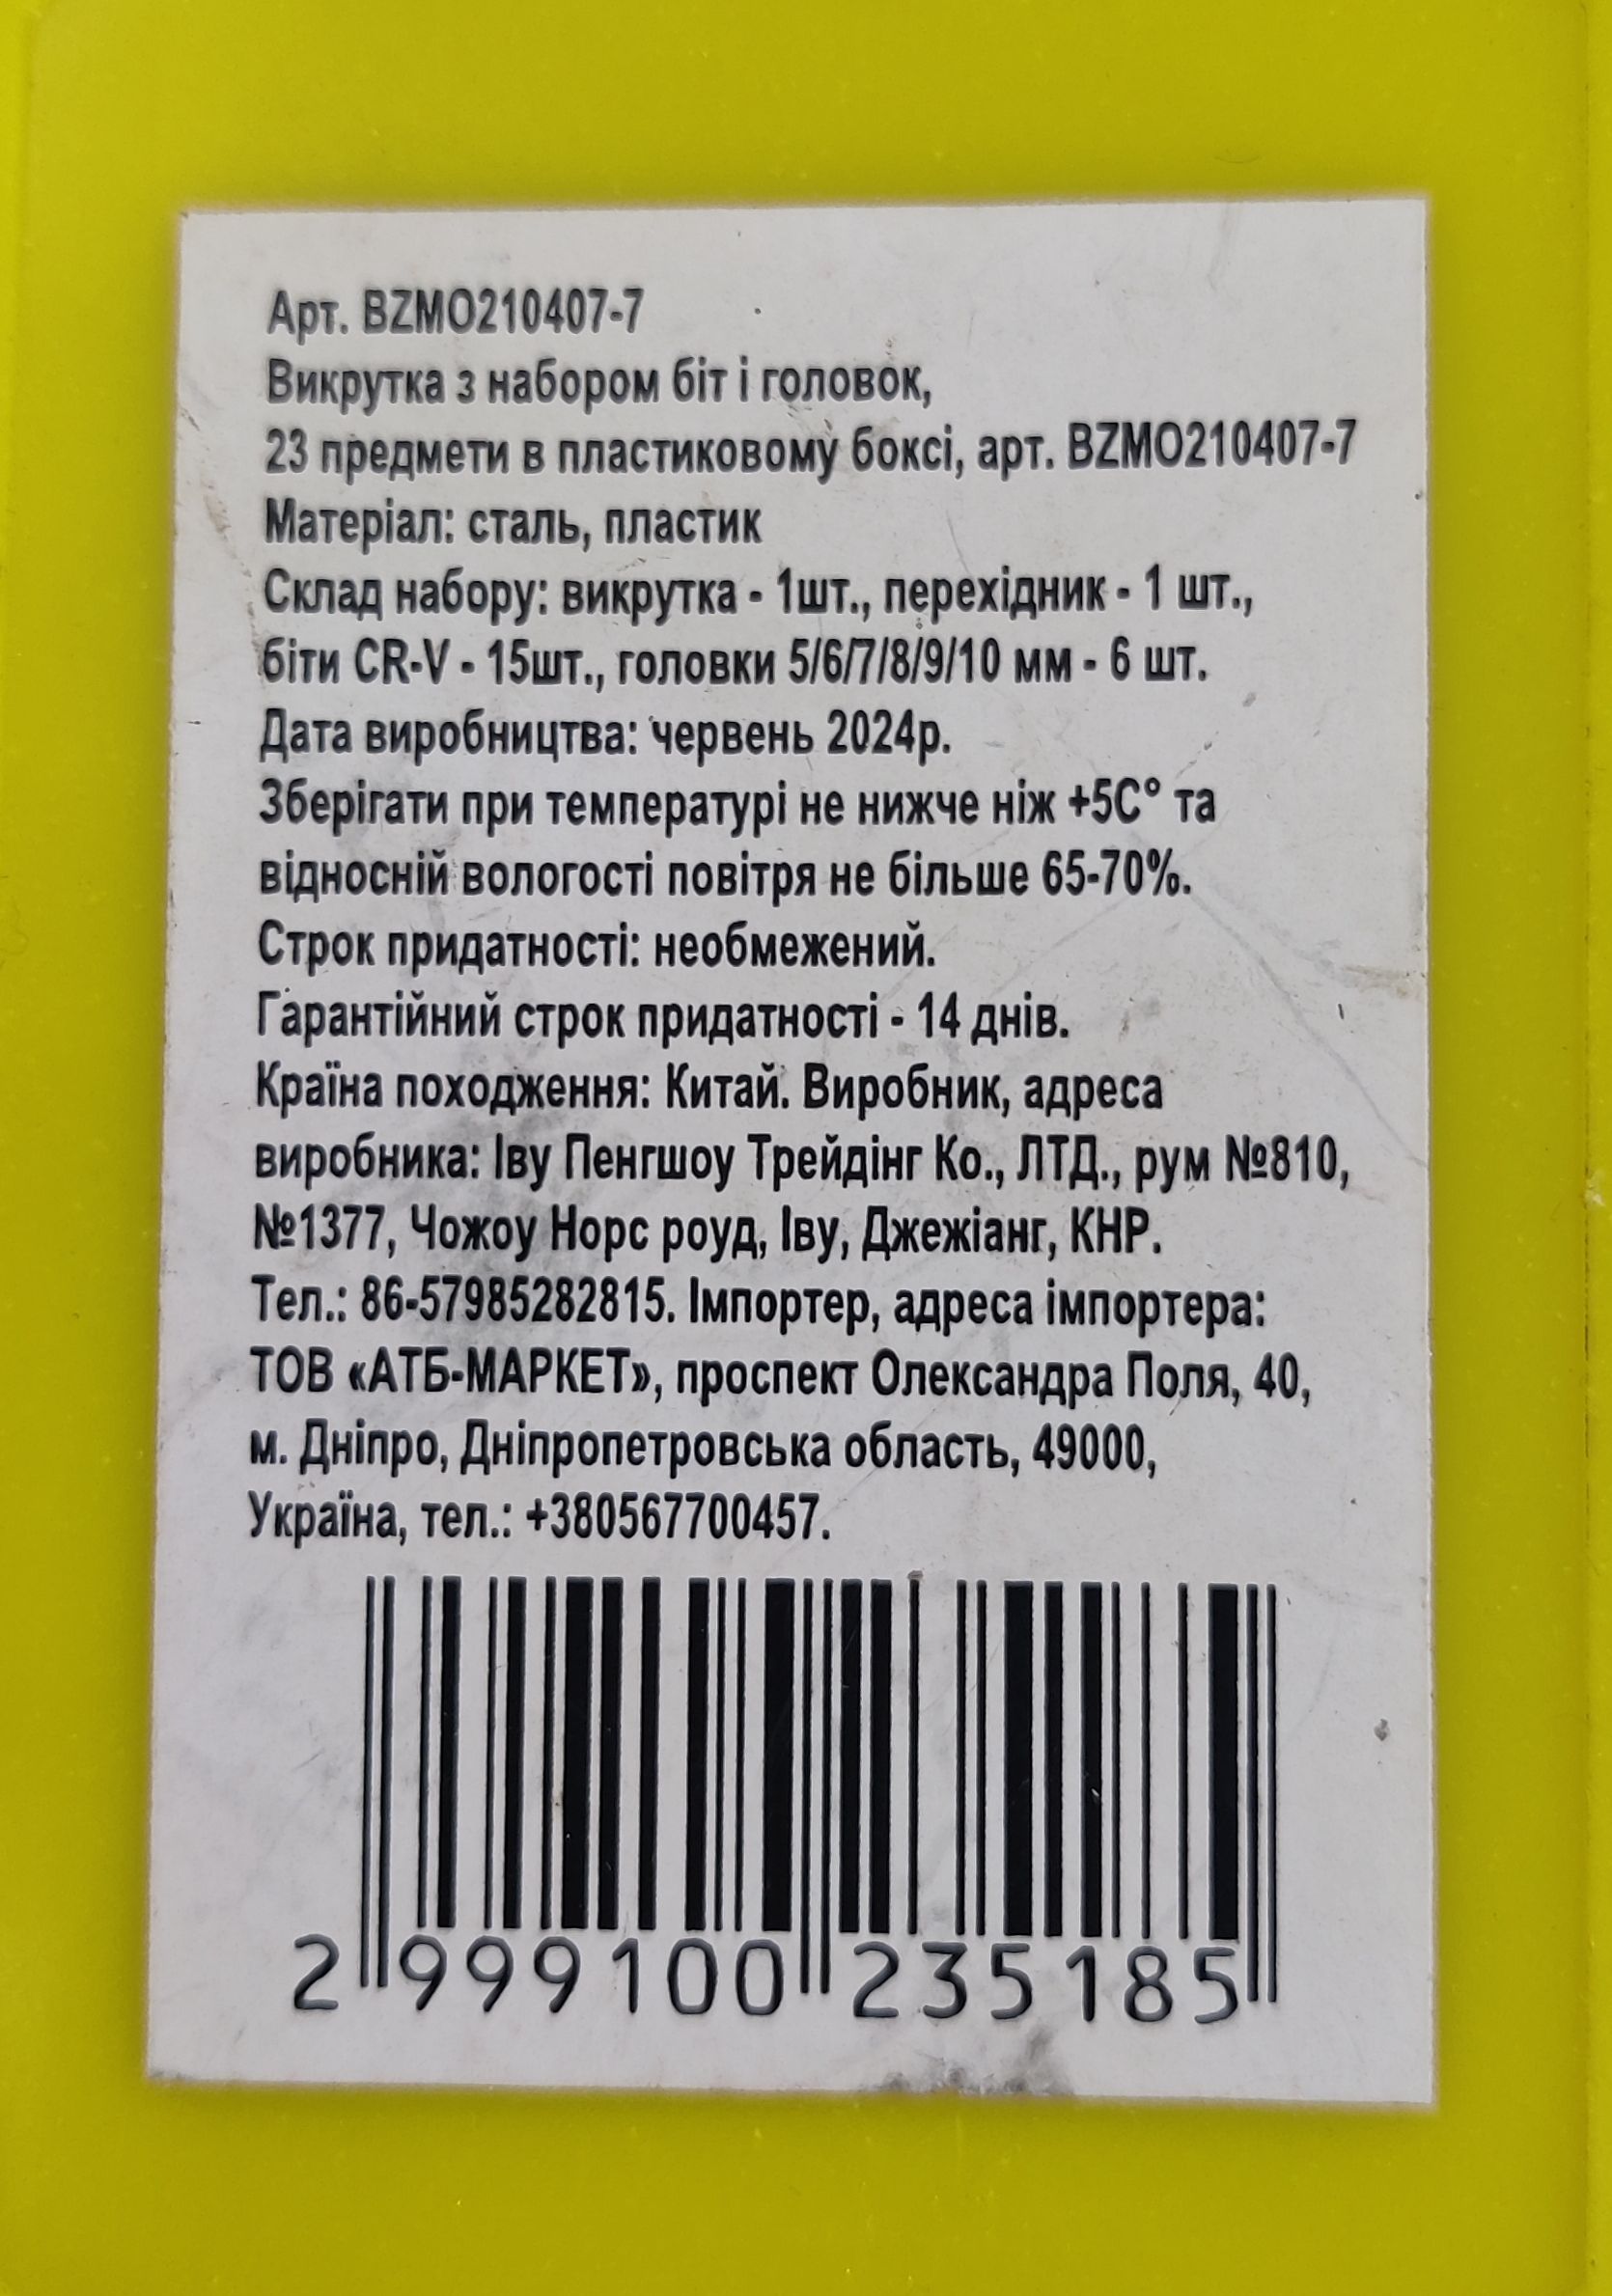 Арт. BZMO210407-7
Викрутка з набором біт і головок,
23 предмети в пластиковому боксі, арт. BZMO210407-7
Матеріал: сталь, пластик
Склад набору: викрутка - 1шт., перехідник - 1 шт.,
біти CR-V - 15шт., головки 5/6/7/8/9/10 мм - 6 шт.
Дата виробництва: червень 2024р.
Зберігати при температурі не нижче ніж +5С° та
відносній вологості повітря не більше 65-70%.
Строк придатності: необмежений.
Гарантійний строк придатності - 14 днів.
Країна походження: Китай. Виробник, адреса
виробника: Іву Пенгшоу Трейдінг Ко., ЛТД., рум №810,
№1377, Чожоу Норс роуд, Іву, Джежіанг, КНР.
Тел.: 86-57985282815. Імпортер, адреса імпортера:
ТОВ «АТБ-МАРКЕТ», проспект Олександра Поля, 40,
м. Дніпро, Дніпропетровська область, 49000,
Україна, тел.: +380567700457.
2 999100 235185